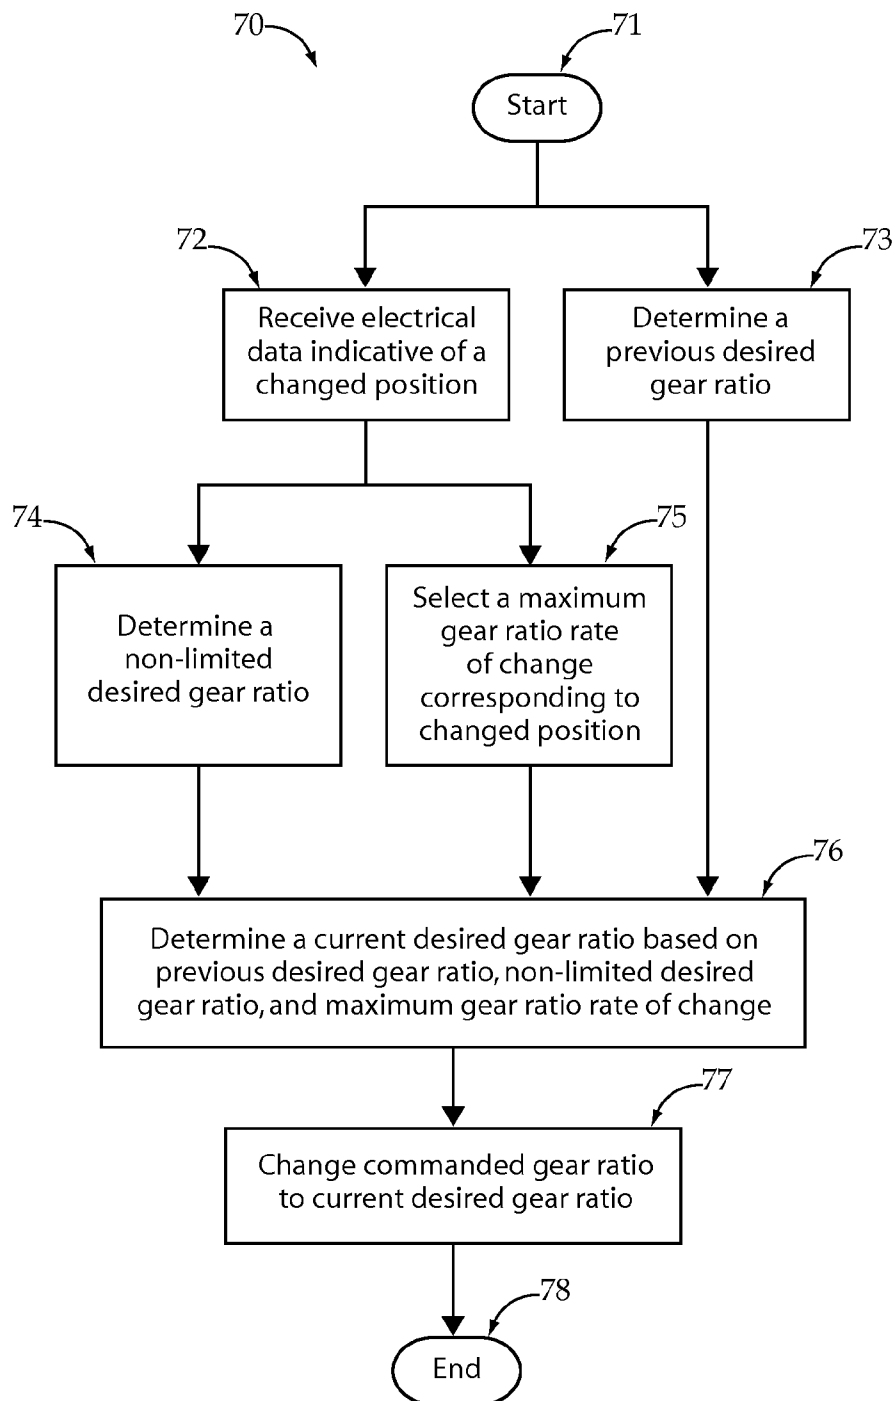 70
71
Start
72
73
Receive electrical
data indicative of a
changed position
Determine a
previous desired
gear ratio
74
75
Determine a
non-limited
desired gear ratio
Select a maximum
gear ratio rate
of change
corresponding to
changed position
76
Determine a current desired gear ratio based on
previous desired gear ratio, non-limited desired
gear ratio, and maximum gear ratio rate of change
77
Change commanded gear ratio
to current desired gear ratio
78
End